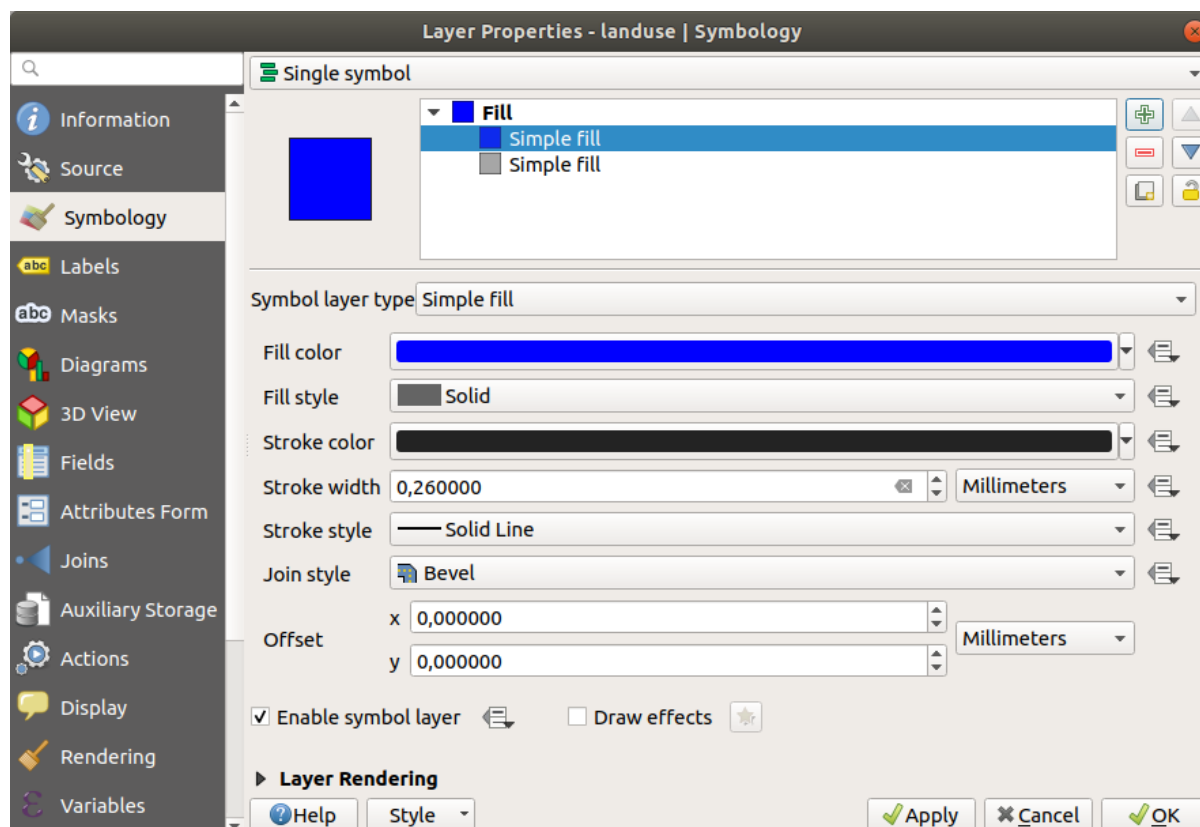 Layer Properties - landuse | Symbology
Information
Source
Symbology
abc Labels
abc Masks
Diagrams
3D View
Fields
Attributes Form
Joins
Auxiliary Storage
Actions
Display
Rendering
Variables
Single symbol
Fill
Simple fill
Simple fill
Symbol layer type Simple fill
Fill color
Fill style Solid
Stroke color
Stroke width 0,260000 Millimeters
Stroke style Solid Line
Join style Bevel
Offset x 0,000000 Millimeters
y 0,000000
Enable symbol layer Draw effects
Layer Rendering
Help Style Apply Cancel OK